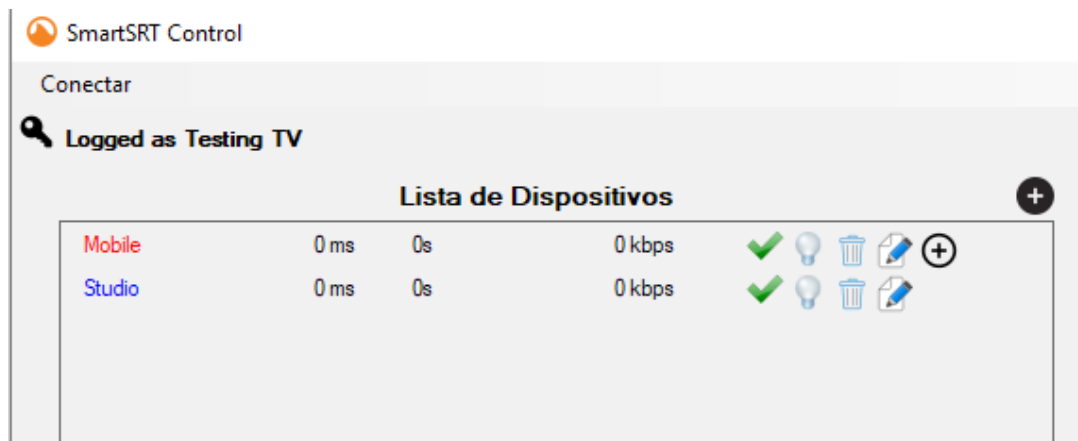 SmartSRT Control
Conectar
Logged as Testing TV
Lista de Dispositivos
Mobile 0 ms 0s 0 kbps
Studio 0 ms 0s 0 kbps